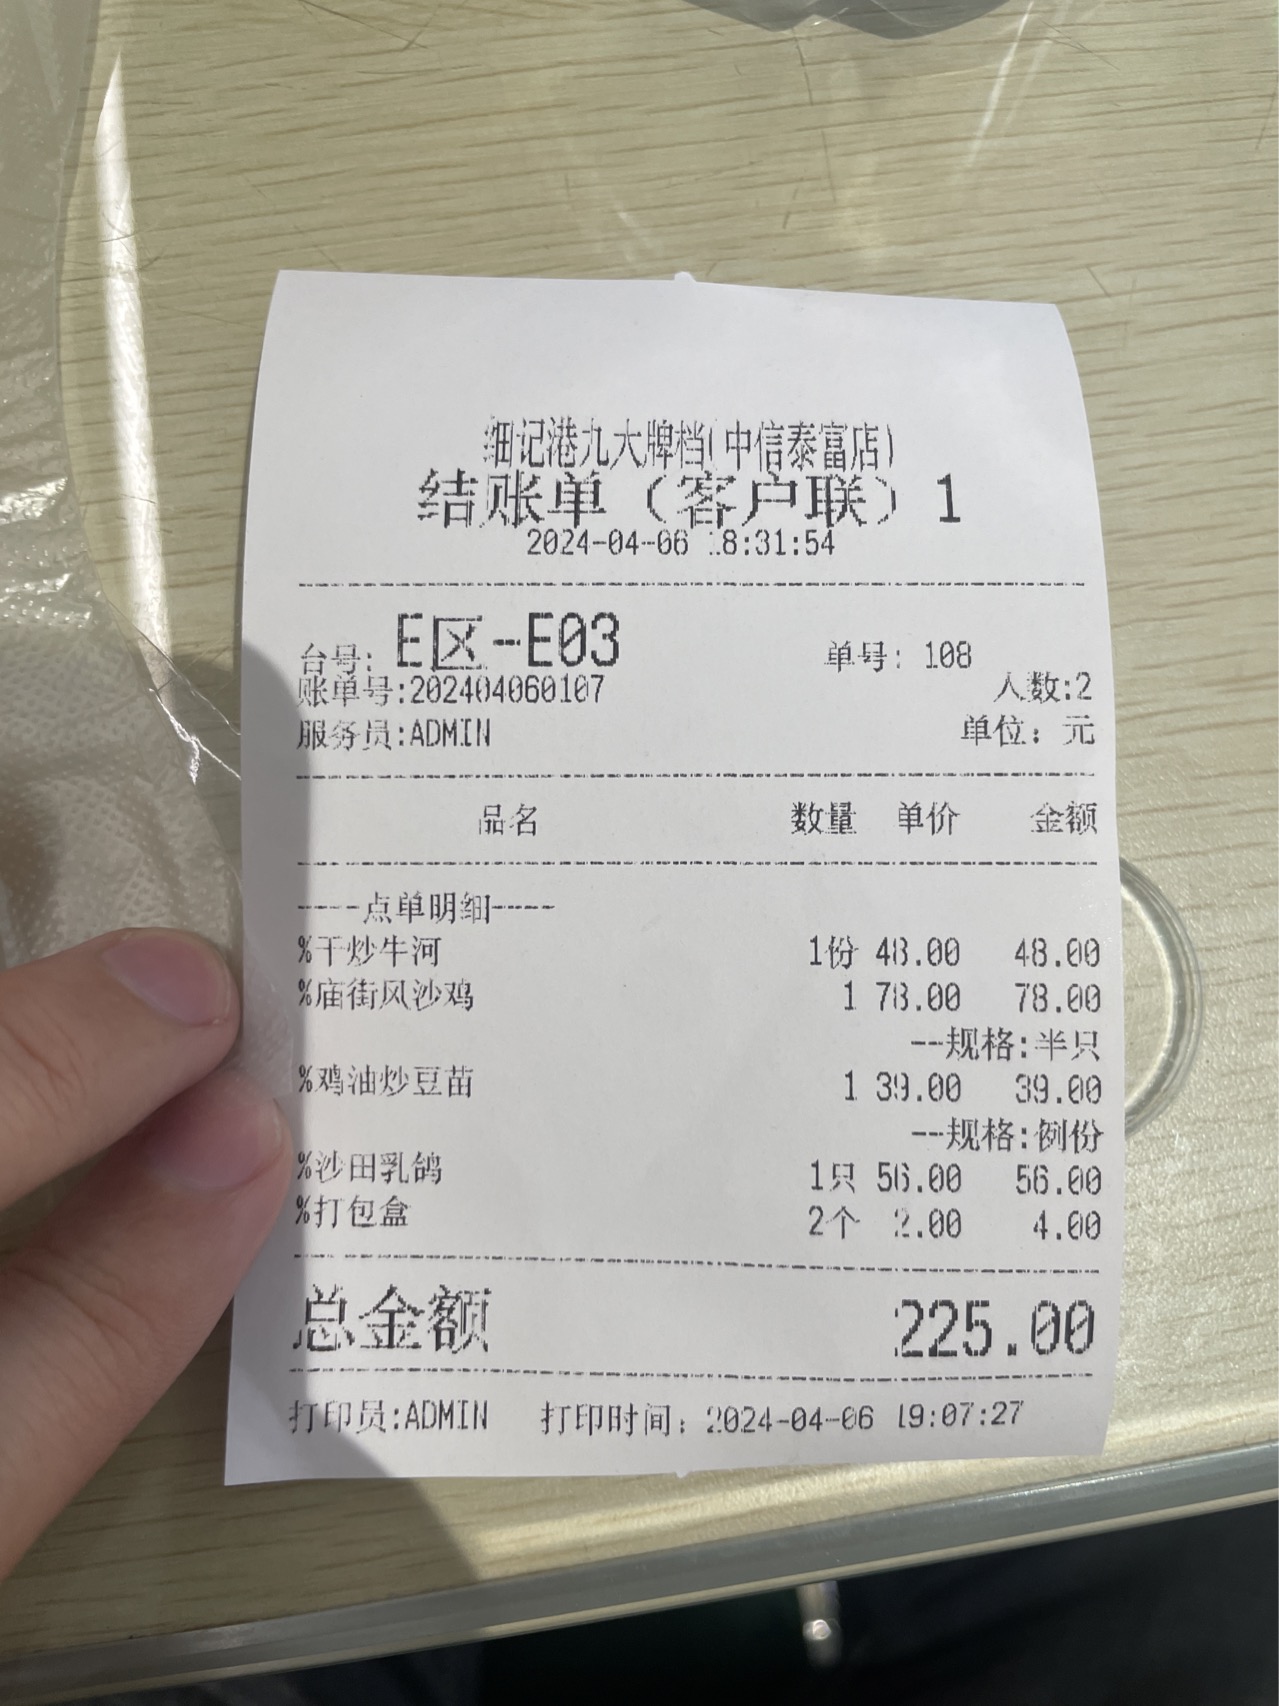 细记港九大牌档(中信泰富店)
结账单（客户联）1
2024-04-06 18:31:54
台号: E区-E03 单号: 108
账单号:202404060107 人数:2
服务员:ADMIN 单位: 元
品名 数量 单价 金额
----点单明细----
%干炒牛河 1份 48.00 48.00
%庙街风沙鸡 1 78.00 78.00
--规格:半只
%鸡油炒豆苗 1 39.00 39.00
--规格:例份
%沙田乳鸽 1只 56.00 56.00
%打包盒 2个 2.00 4.00
总金额 225.00
打印员:ADMIN 打印时间: 2024-04-06 19:07:27